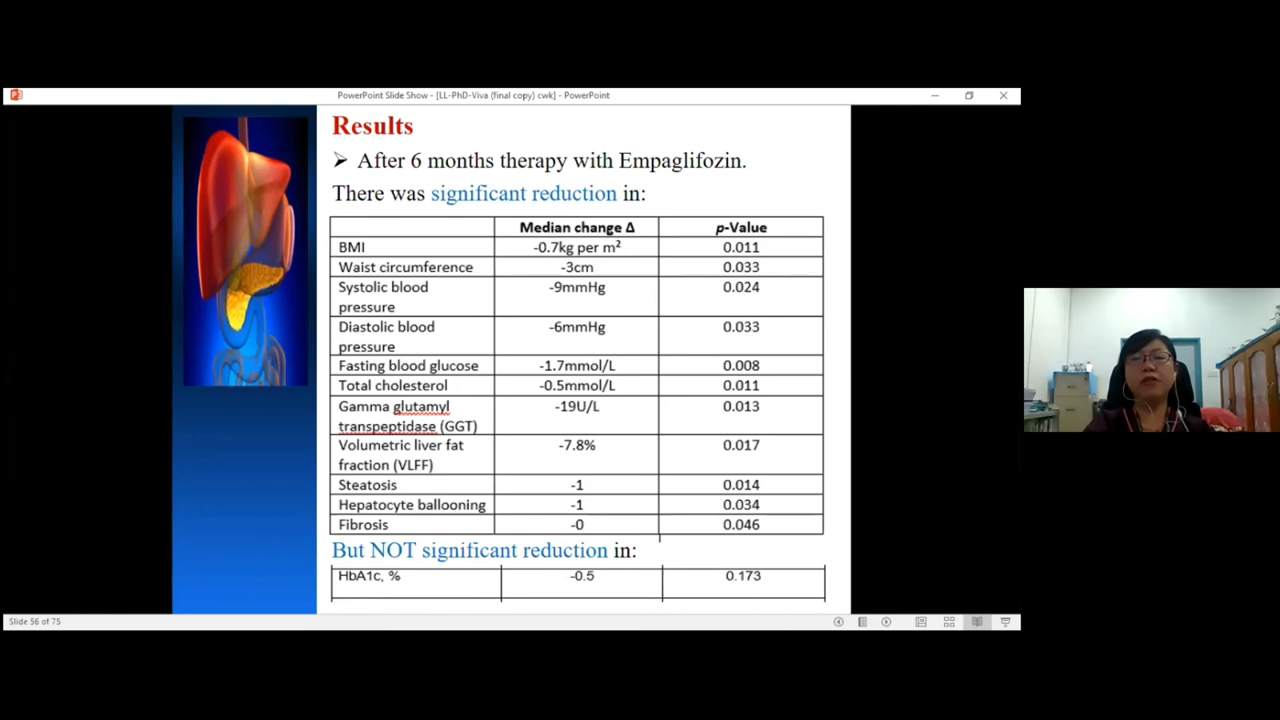 PowerPoint Slide Show - [LL-PhD-Viva (final copy) cwk] - PowerPoint
Results
➢ After 6 months therapy with Empaglifozin.
There was significant reduction in:
Median change Δ p-Value
BMI -0.7kg per m² 0.011
Waist circumference -3cm 0.033
Systolic blood -9mmHg 0.024
pressure
Diastolic blood -6mmHg 0.033
pressure
Fasting blood glucose -1.7mmol/L 0.008
Total cholesterol -0.5mmol/L 0.011
Gamma glutamyl -19U/L 0.013
transpeptidase (GGT)
Volumetric liver fat -7.8% 0.017
fraction (VLFF)
Steatosis -1 0.014
Hepatocyte ballooning -1 0.034
Fibrosis -0 0.046
But NOT significant reduction in:
HbA1c, % -0.5 0.173
Slide 56 of 75